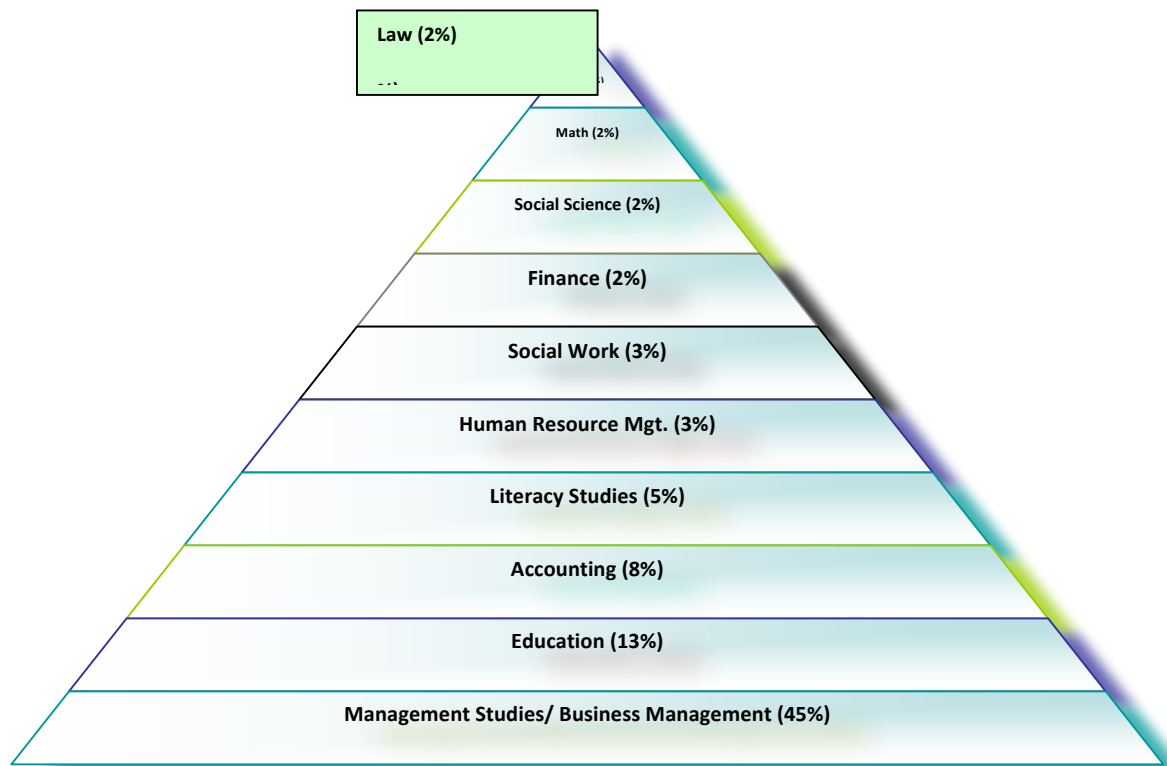 Law (2%)
Math (2%)
Social Science (2%)
Finance (2%)
Social Work (3%)
Human Resource Mgt. (3%)
Literacy Studies (5%)
Accounting (8%)
Education (13%)
Management Studies/ Business Management (45%)